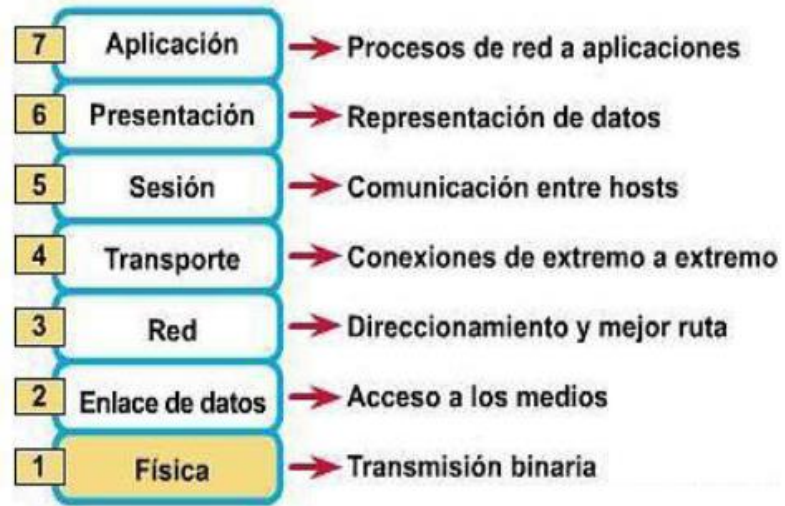 7 Aplicación Procesos de red a aplicaciones
6 Presentación Representación de datos
5 Sesión Comunicación entre hosts
4 Transporte Conexiones de extremo a extremo
3 Red Direccionamiento y mejor ruta
2 Enlace de datos Acceso a los medios
1 Física Transmisión binaria